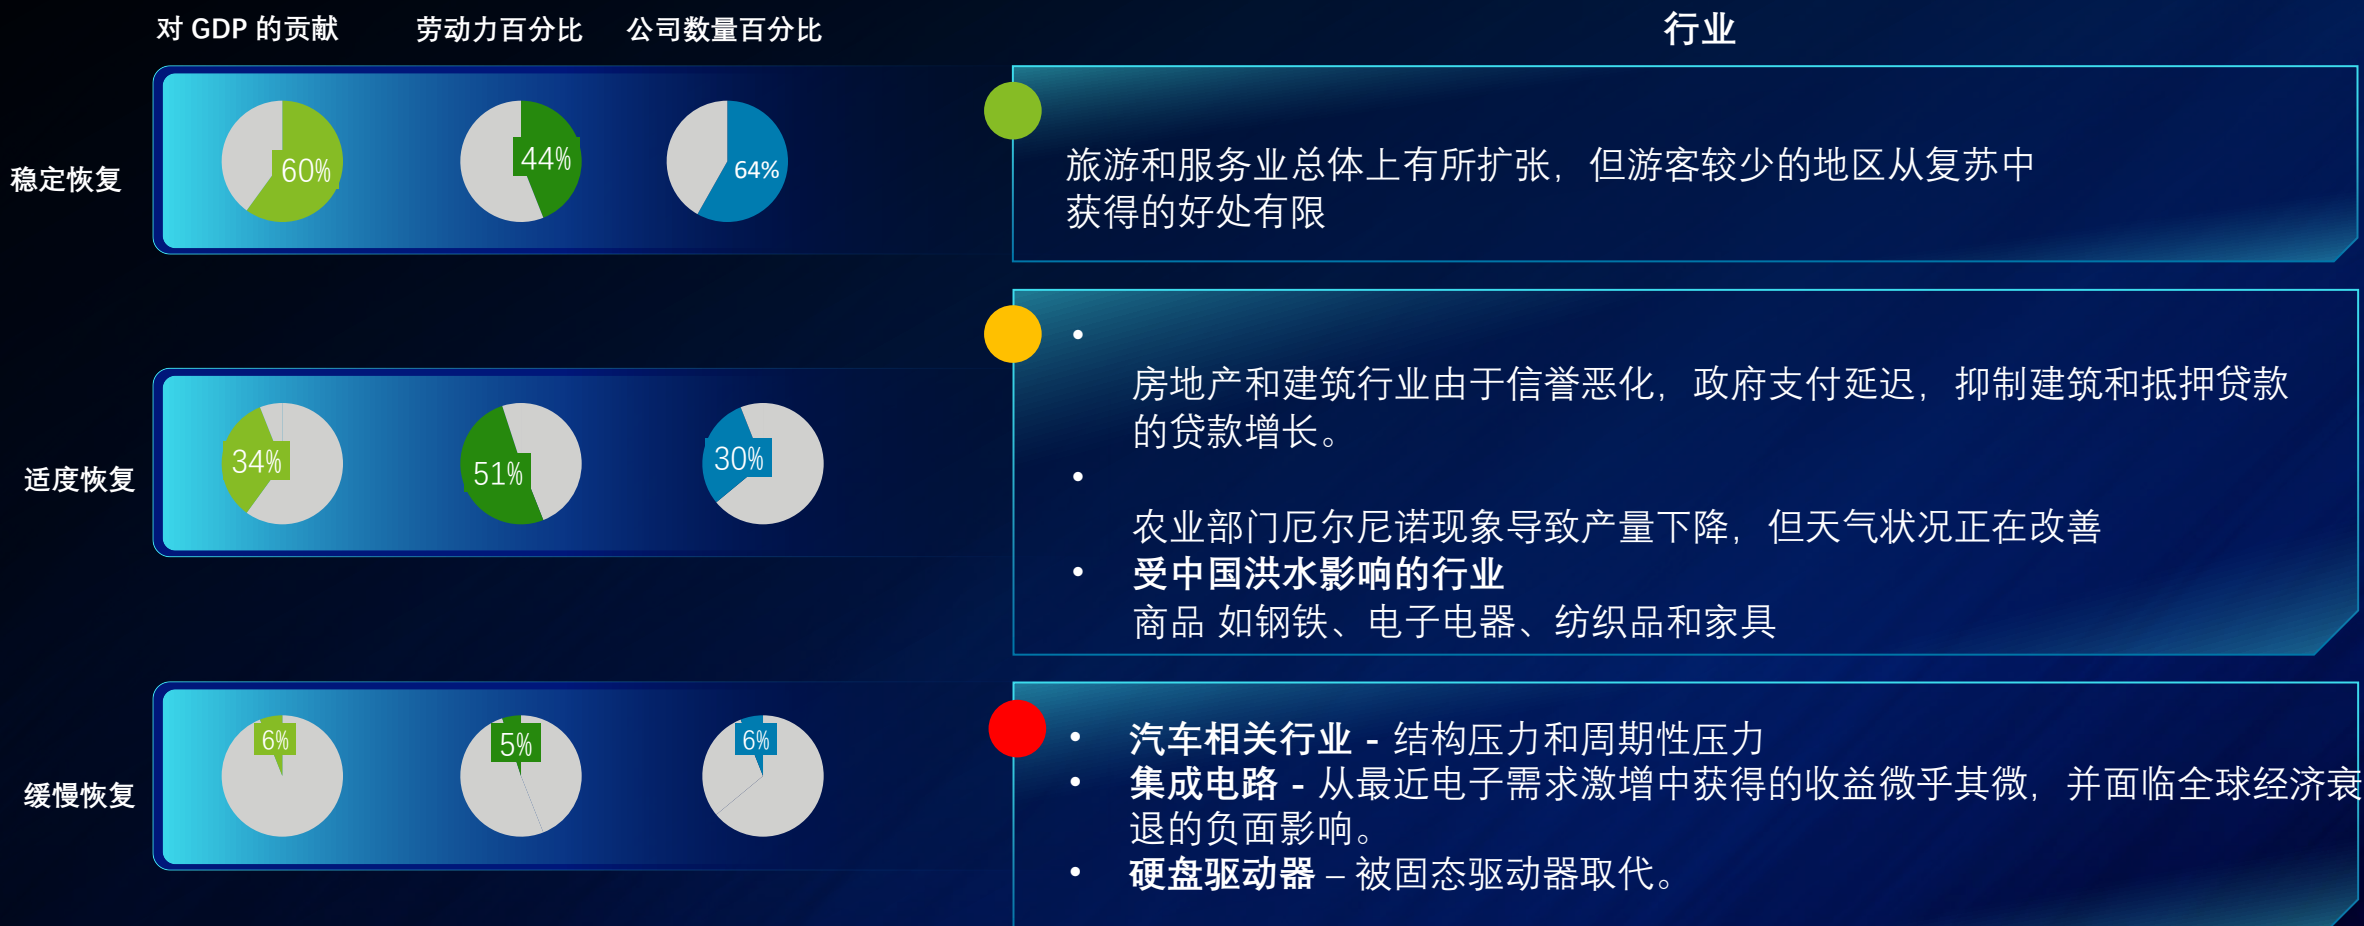 对 GDP 的贡献 劳动力百分比 公司数量百分比 行业
稳定恢复
60%
44%
64%
旅游和服务业总体上有所扩张，但游客较少的地区从复苏中
获得的好处有限
适度恢复
34%
51%
30%
•
房地产和建筑行业由于信誉恶化，政府支付延迟，抑制建筑和抵押贷款
的贷款增长。
•
农业部门厄尔尼诺现象导致产量下降，但天气状况正在改善
• 受中国洪水影响的行业
商品 如钢铁、电子电器、纺织品和家具
缓慢恢复
6%
5%
6%
• 汽车相关行业 - 结构压力和周期性压力
• 集成电路 - 从最近电子需求激增中获得的收益微乎其微，并面临全球经济衰
退的负面影响。
• 硬盘驱动器 – 被固态驱动器取代。